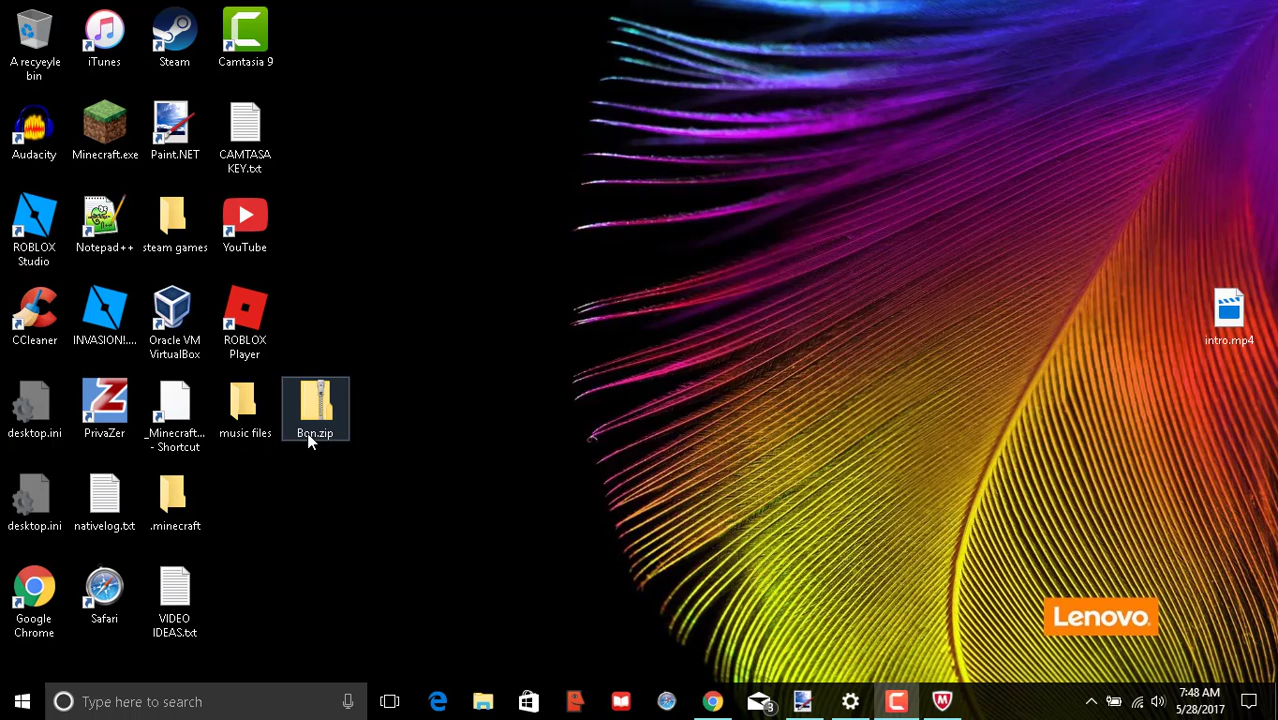 A recyeyle
bin
iTunes
Steam
Camtasia 9
Audacity
Minecraft.exe
Paint.NET
CAMTASA
KEY.txt
ROBLOX
Studio
Notepad++
steam games
YouTube
CCleaner
INVASION!....
Oracle VM
VirtualBox
ROBLOX
Player
intro.mp4
desktop.ini
PrivaZer
_Minecraft...
- Shortcut
music files
Bon.zip
desktop.ini
nativelog.txt
.minecraft
Google
Chrome
Safari
VIDEO
IDEAS.txt
Lenovo.
Type here to search
3
7:48 AM
5/28/2017